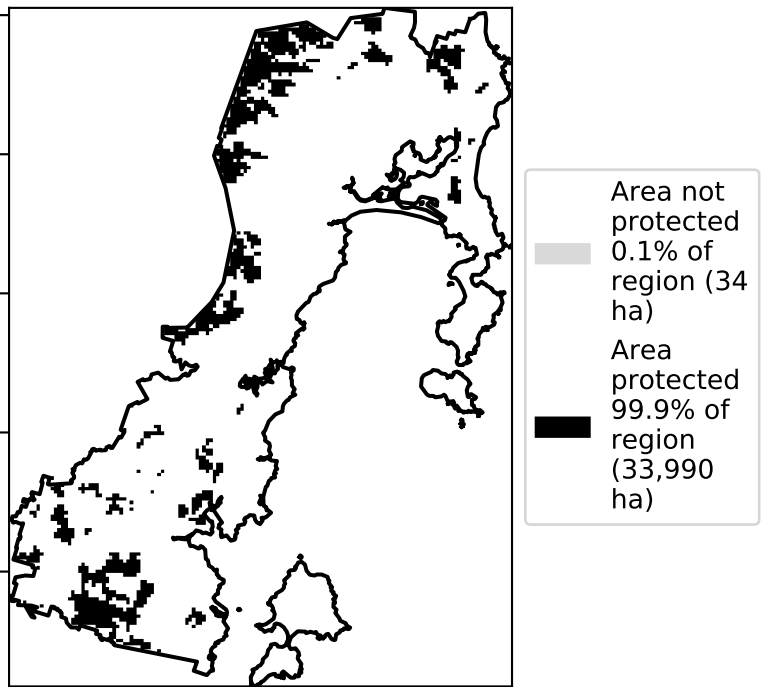 Area not
protected
0.1% of
region (34
ha)
Area
protected
99.9% of
region
(33,990
ha)